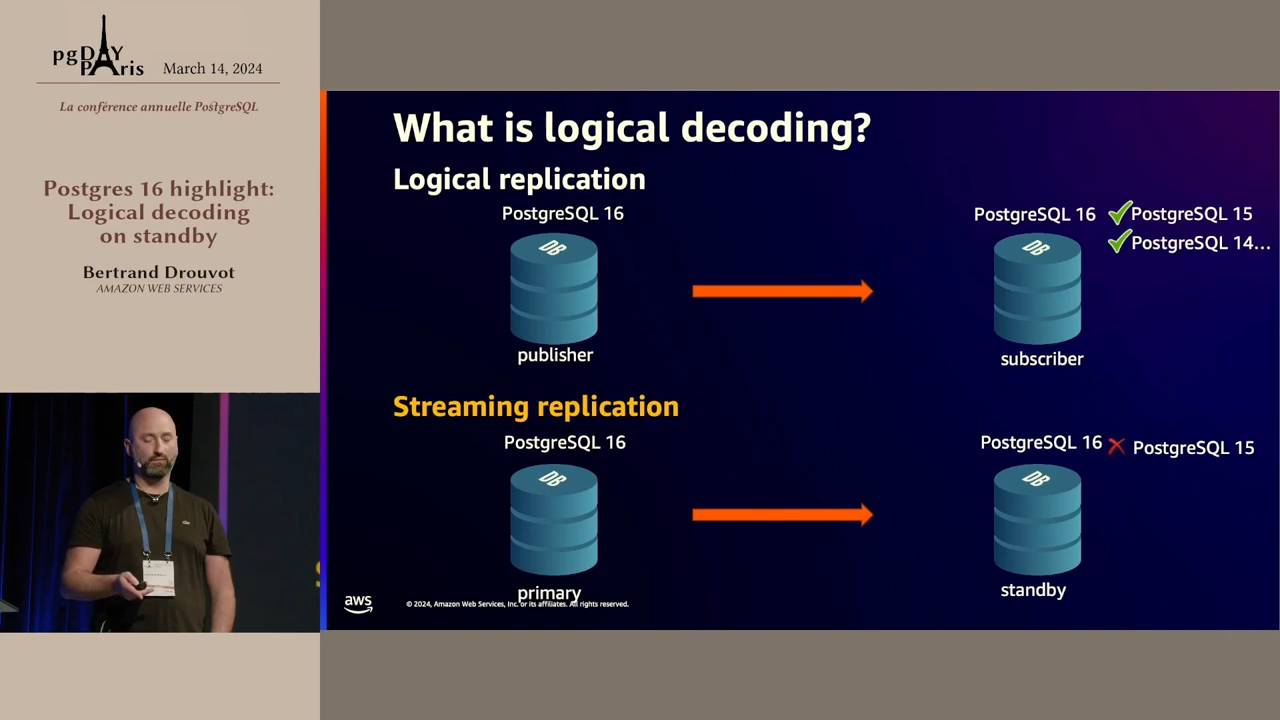 pgDAY
PAris
March 14, 2024
La conférence annuelle PostgreSQL
Postgres 16 highlight:
Logical decoding
on standby
Bertrand Drouvot
AMAZON WEB SERVICES
What is logical decoding?
Logical replication
PostgreSQL 16
PostgreSQL 16
PostgreSQL 15
PostgreSQL 14...
DB
DB
publisher
subscriber
Streaming replication
PostgreSQL 16
PostgreSQL 16
PostgreSQL 15
DB
DB
primary
standby
aws
© 2024, Amazon Web Services, Inc. or its affiliates. All rights reserved.